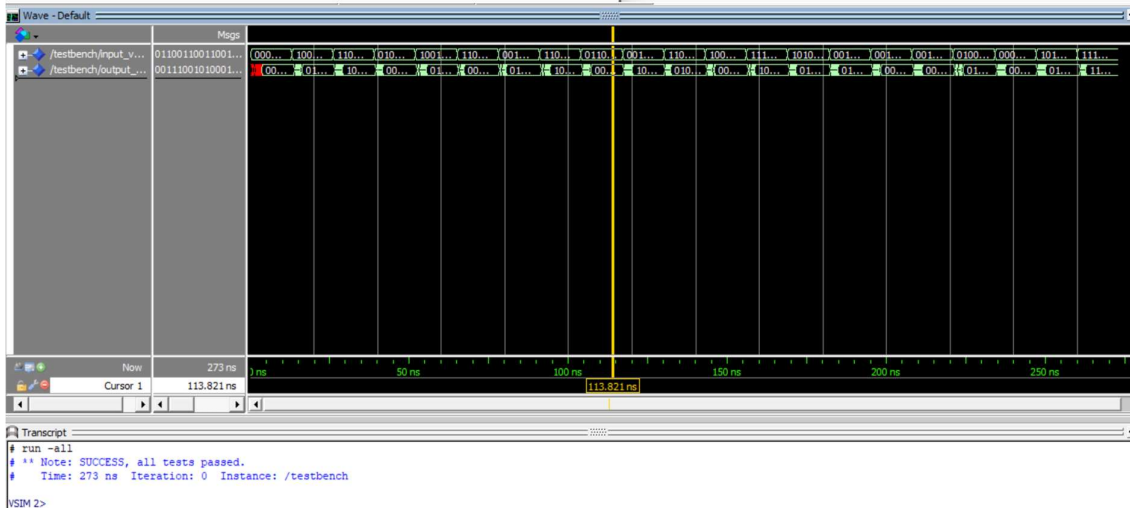 Wave - Default
Msgs
/testbench/input_v... 01100110011001...
/testbench/output_... 00111001010001...
000... 100... 110... 010... 1001... 110... 001... 110... 0110... 001... 110... 100... 111... 1010... 001... 001... 0100... 000... 101... 111...
00... 01... 10... 00... 01... 00... 01... 10... 00... 10... 010... 00... 10... 01... 01... 00... 00... 01... 00... 01... 11...
Now 273 ns
ns 50 ns 100 ns 150 ns 200 ns 250 ns
Cursor 1 113.821 ns
113.821 ns
Transcript
# run -all
# ** Note: SUCCESS, all tests passed.
#    Time: 273 ns  Iteration: 0  Instance: /testbench
VSIM 2>